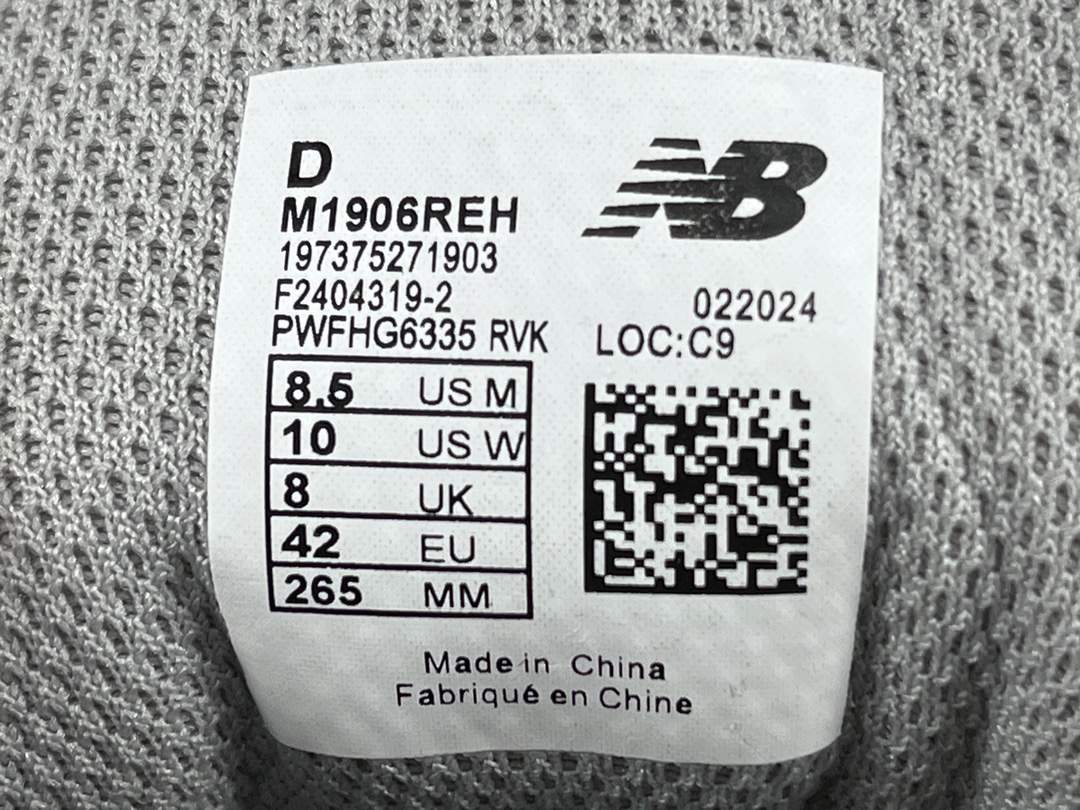 D
NB
M1906REH
197375271903
F2404319-2
022024
PWFHG6335 RVK
LOC:C9
8.5 US M
10 US W
8 UK
42 EU
265 MM
Made in China
Fabriqué en Chine